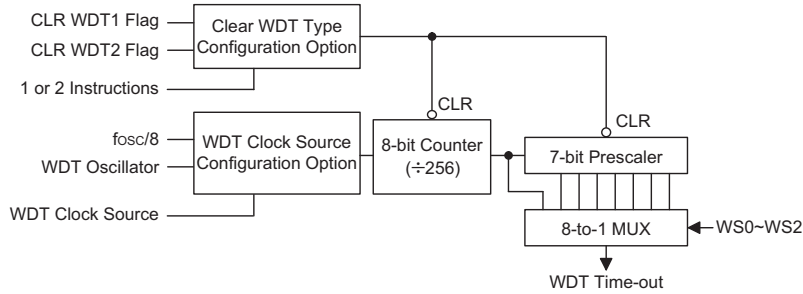 CLR WDT1 Flag
CLR WDT2 Flag
1 or 2 Instructions
Clear WDT Type
Configuration Option
CLR
CLR
fosc/8
WDT Oscillator
WDT Clock Source
WDT Clock Source
Configuration Option
8-bit Counter
(÷256)
7-bit Prescaler
8-to-1 MUX
WS0~WS2
WDT Time-out